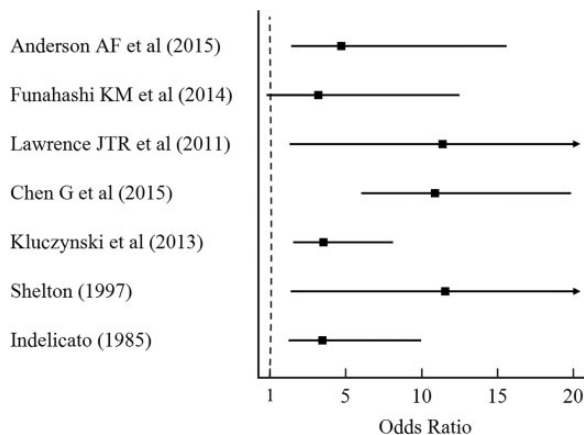 Anderson AF et al (2015)
Funahashi KM et al (2014)
Lawrence JTR et al (2011)
Chen G et al (2015)
Kluczynski et al (2013)
Shelton (1997)
Indelicato (1985)
1 5 10 15 20
Odds Ratio